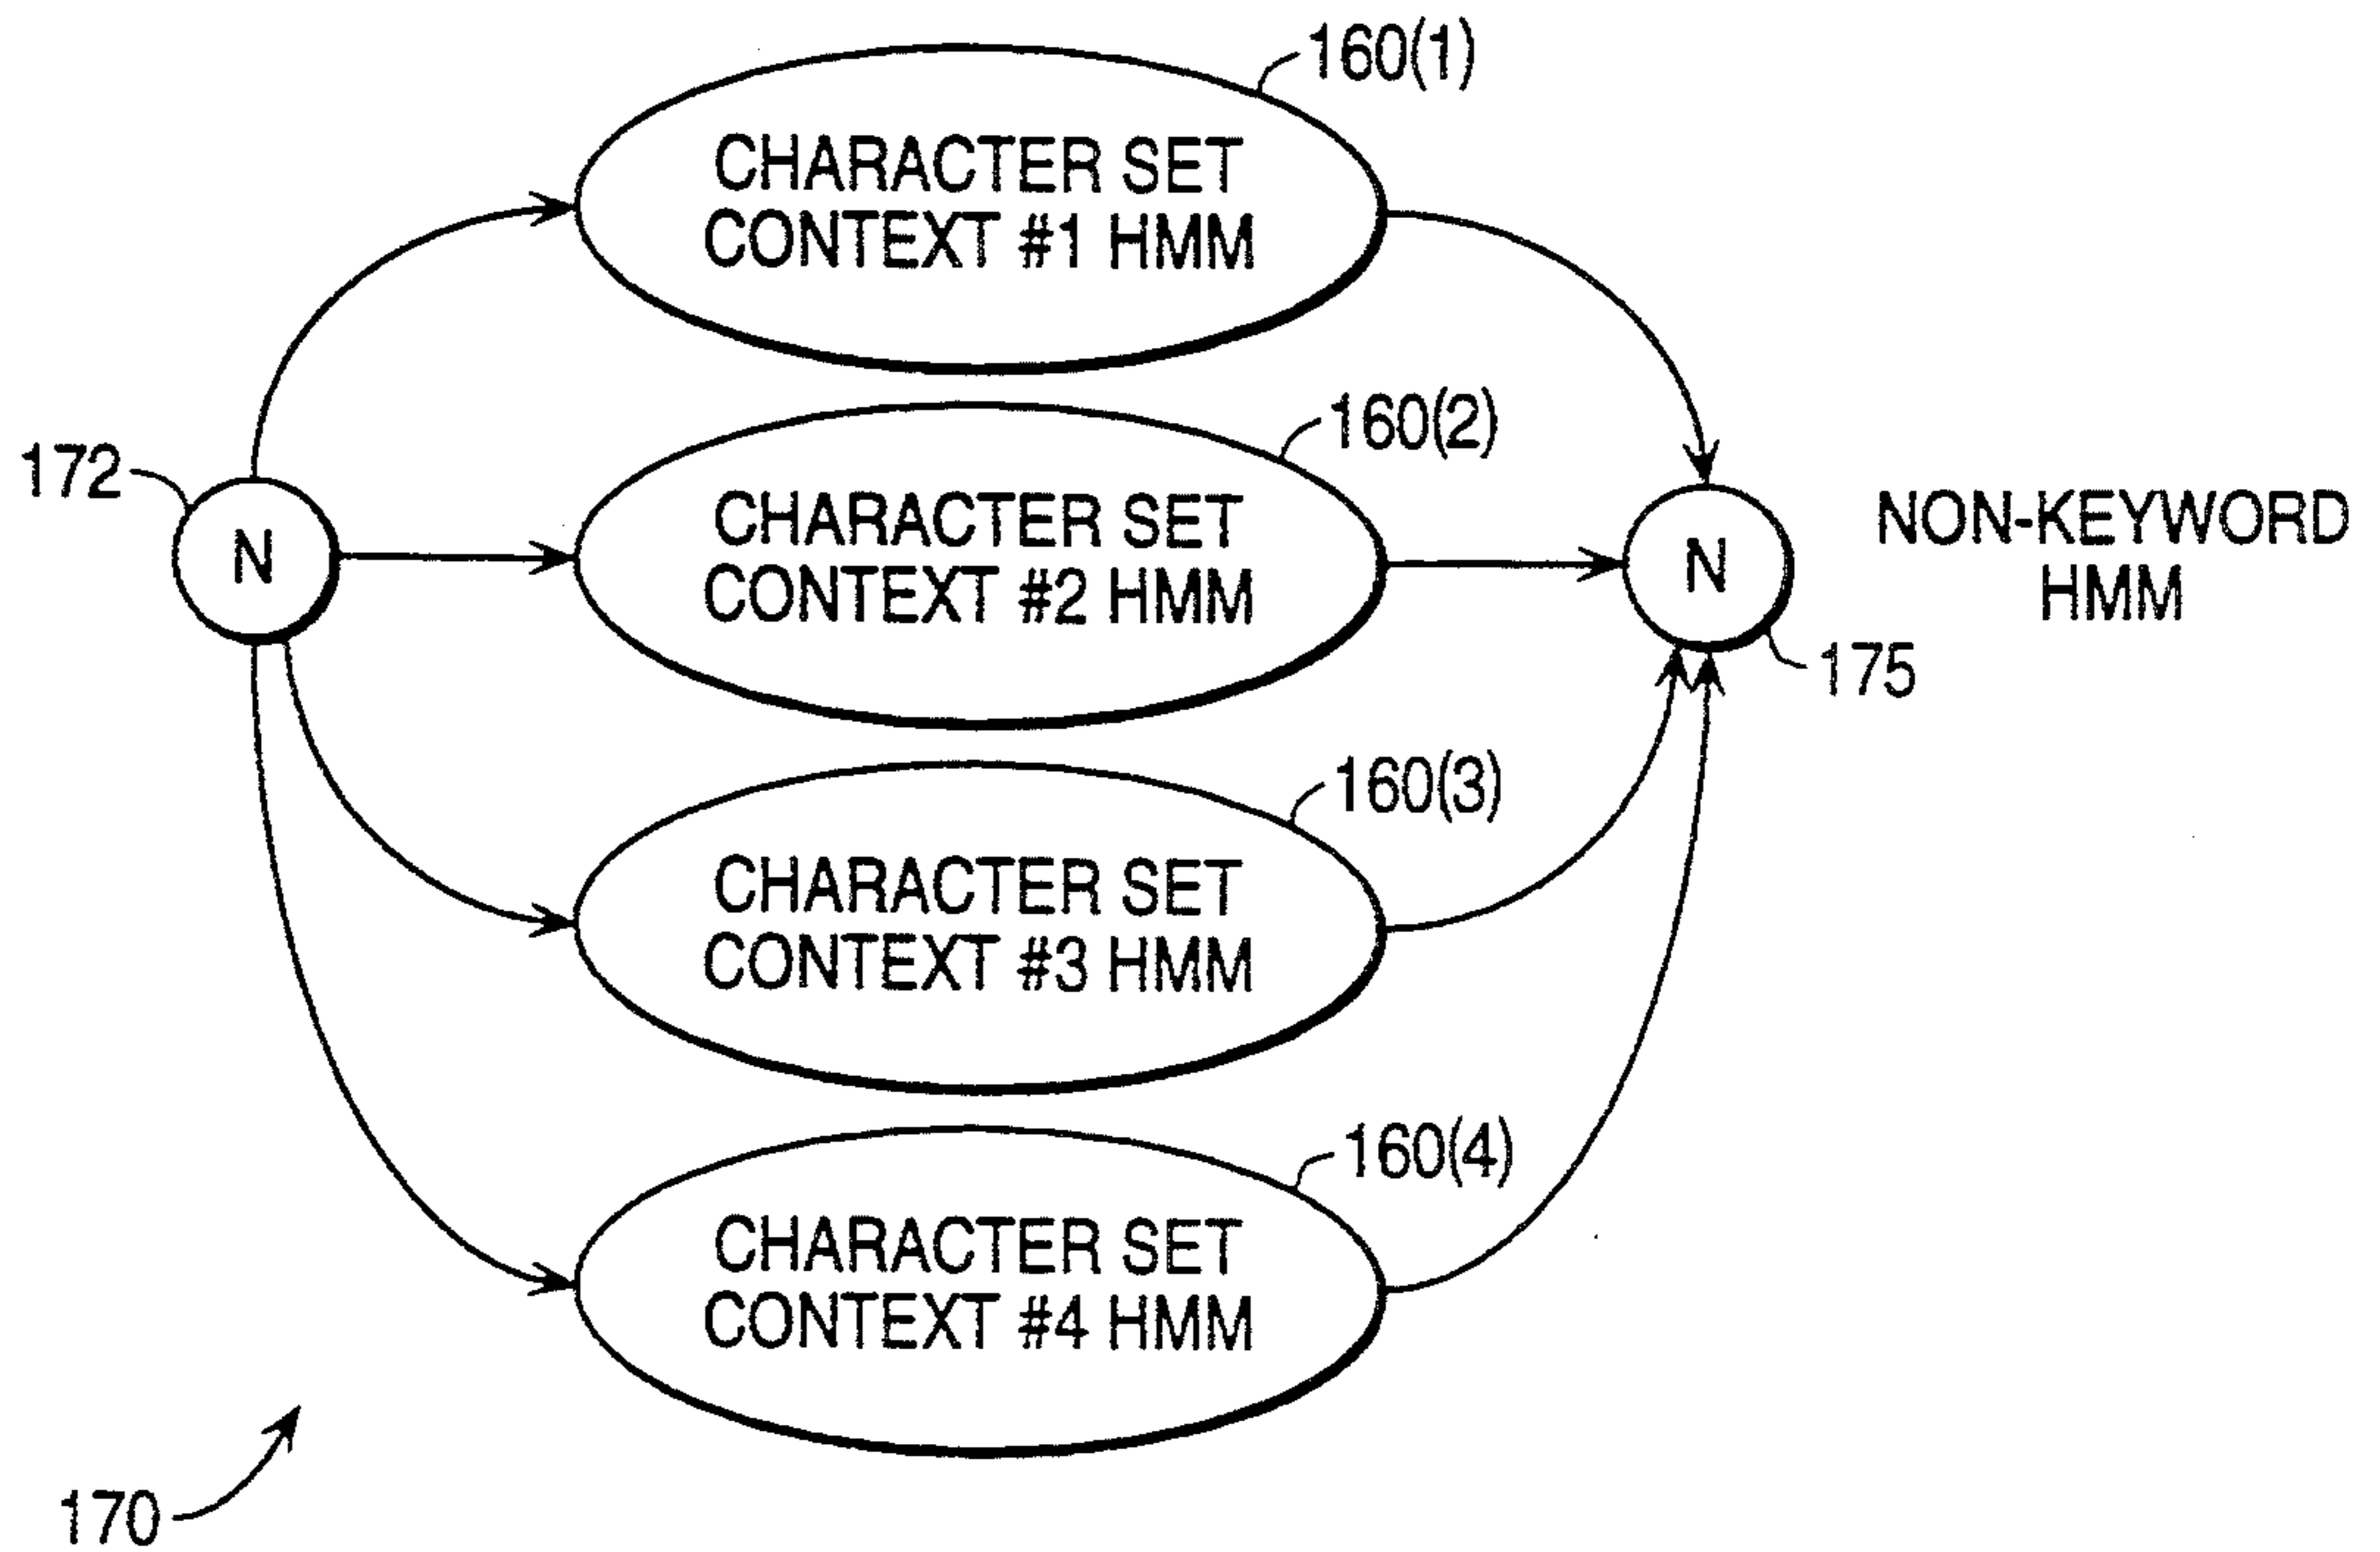 160(1)
CHARACTER SET
CONTEXT #1 HMM
160(2)
172
CHARACTER SET
CONTEXT #2 HMM
N
N
NON-KEYWORD
HMM
175
160(3)
CHARACTER SET
CONTEXT #3 HMM
160(4)
CHARACTER SET
CONTEXT #4 HMM
170